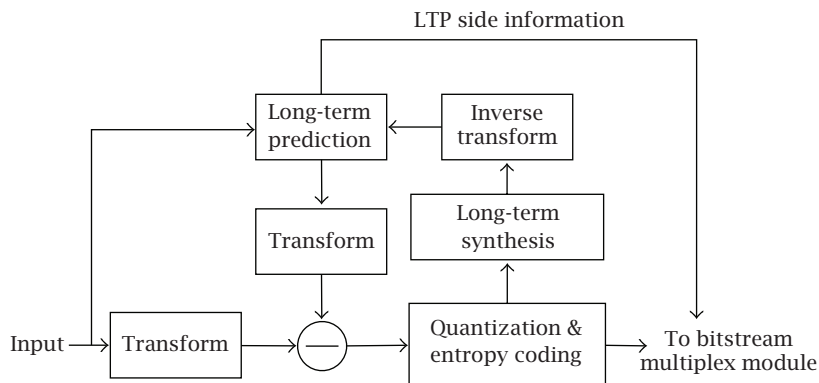 LTP side information
Long-term
prediction
Inverse
transform
Transform
Long-term
synthesis
Input
Transform
Quantization &
entropy coding
To bitstream
multiplex module